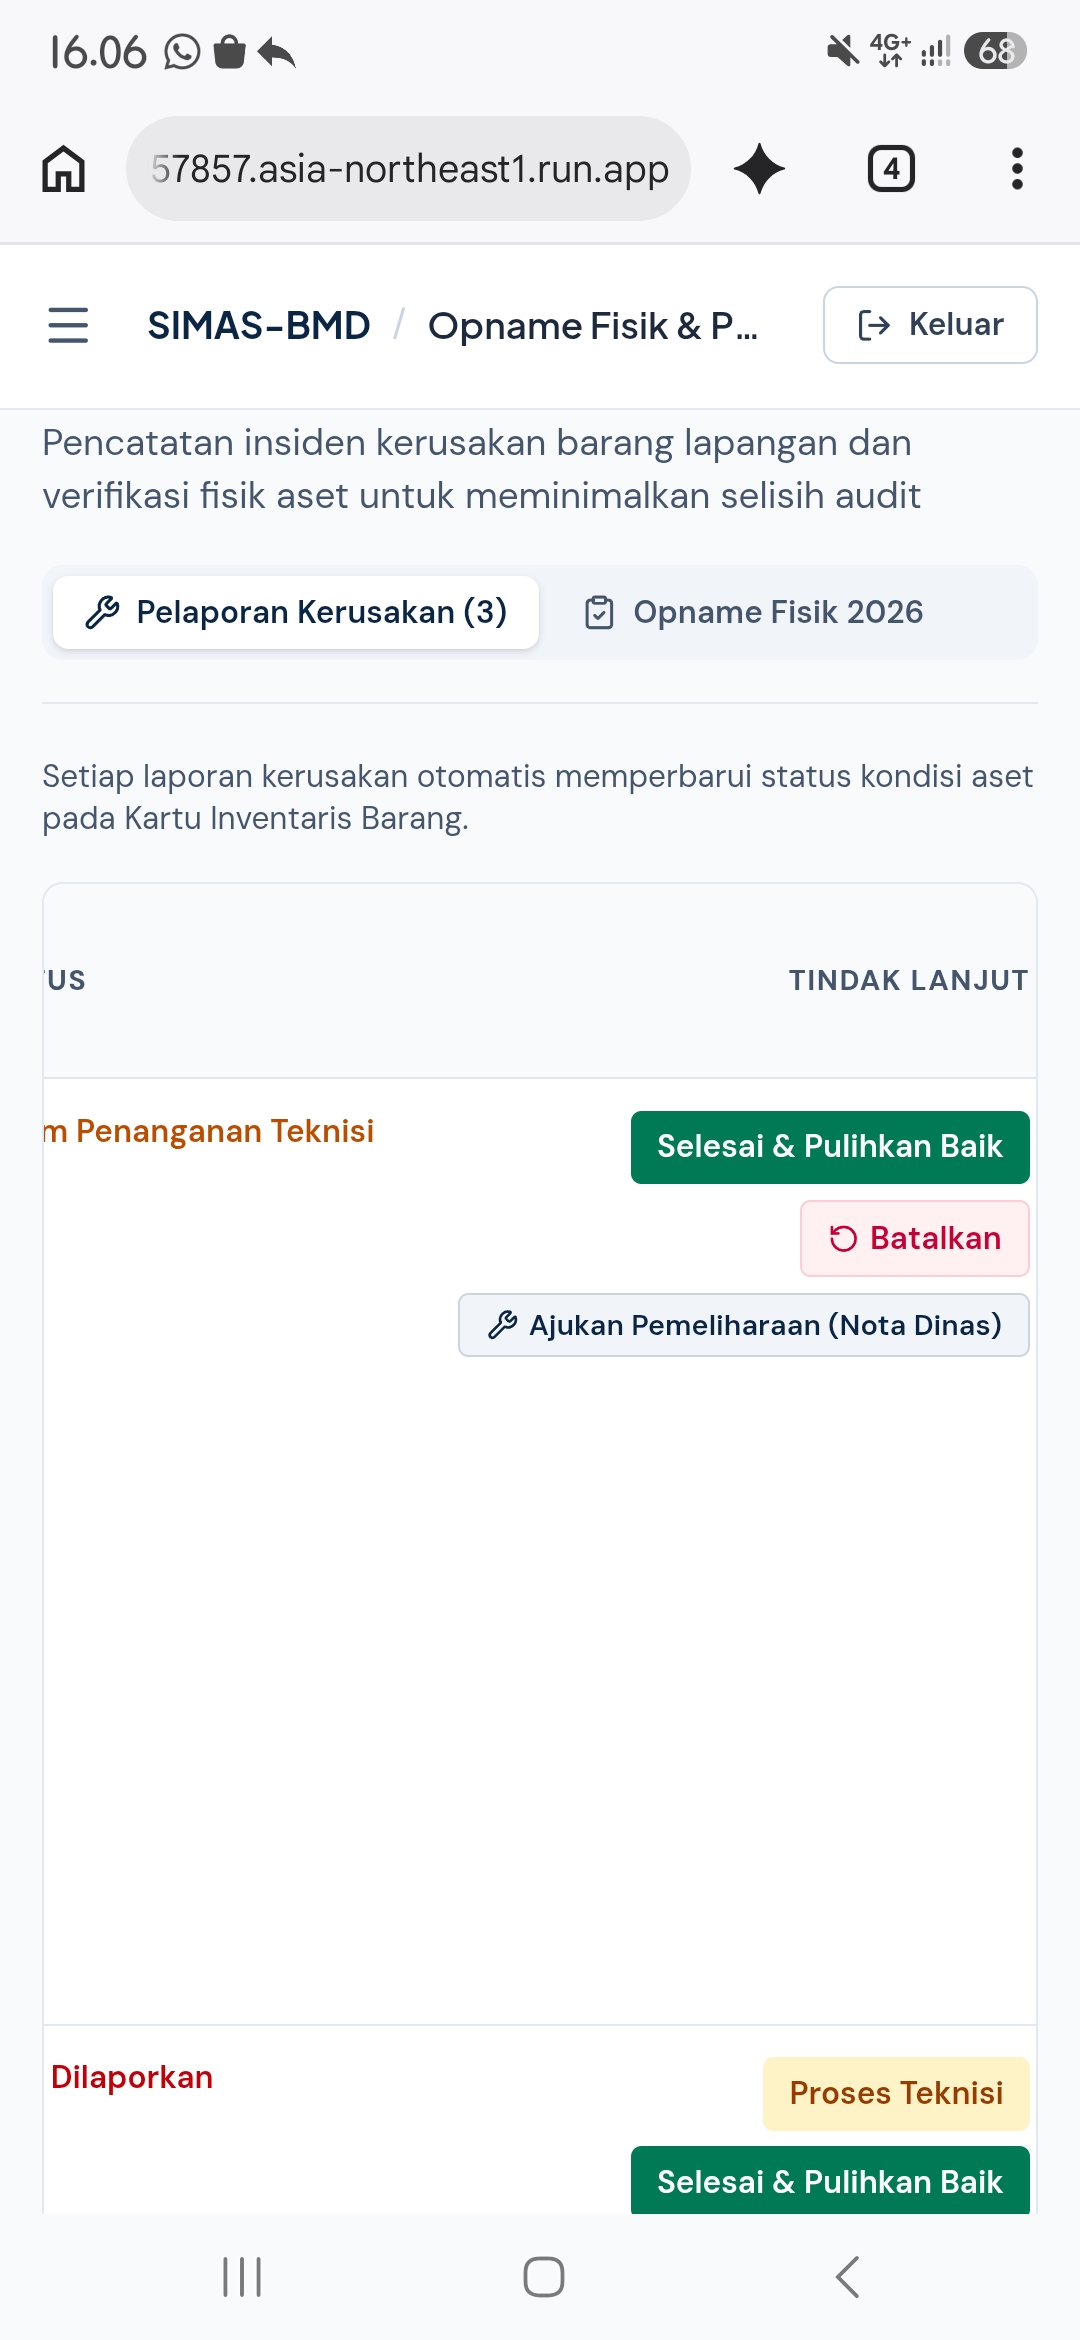 16.06
4G+
68
57857.asia-northeast1.run.app
4
SIMAS-BMD / Opname Fisik & P...
Keluar
Pencatatan insiden kerusakan barang lapangan dan
verifikasi fisik aset untuk meminimalkan selisih audit
Pelaporan Kerusakan (3)
Opname Fisik 2026
Setiap laporan kerusakan otomatis memperbarui status kondisi aset
pada Kartu Inventaris Barang.
TUS
TINDAK LANJUT
m Penanganan Teknisi
Selesai & Pulihkan Baik
Batalkan
Ajukan Pemeliharaan (Nota Dinas)
Dilaporkan
Proses Teknisi
Selesai & Pulihkan Baik